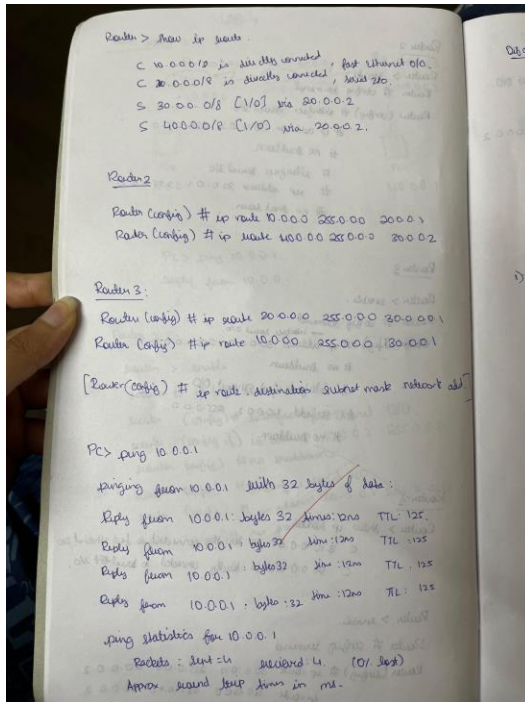 Router > show ip route.
C 10.0.0.0/8 is directly connected, fast ethernet 0/0.
C 20.0.0.0/8 is directly connected, serial 2/0.
S 30.0.0.0/8 [1/0] via 20.0.0.2
S 40.0.0.0/8 [1/0] via 20.0.0.2.
Router 2
Router (config) # ip route 10.0.0.0 255.0.0.0 20.0.0.1
Router (config) # ip route 40.0.0.0 255.0.0.0 30.0.0.2
Router 3:
Router (config) # ip route 20.0.0.0 255.0.0.0 30.0.0.1
Router (config) # ip route 10.0.0.0 255.0.0.0 30.0.0.1
[Router(config) # ip route destination subnet mask network add]
PC> ping 10.0.0.1
Pinging from 10.0.0.1 with 32 bytes of data:
Reply from 10.0.0.1: bytes 32 times: 12ms TTL: 125.
Reply from 10.0.0.1: bytes 32 time: 12ms TTL: 125
Reply from 10.0.0.1: bytes 32 time: 12ms TTL: 125
Reply from 10.0.0.1: bytes: 32 time: 12ms TTL: 125
ping statistics for 10.0.0.1
Packets: sent = 4 recieved 4. (0% lost)
Approx round trip times in ms.
1)